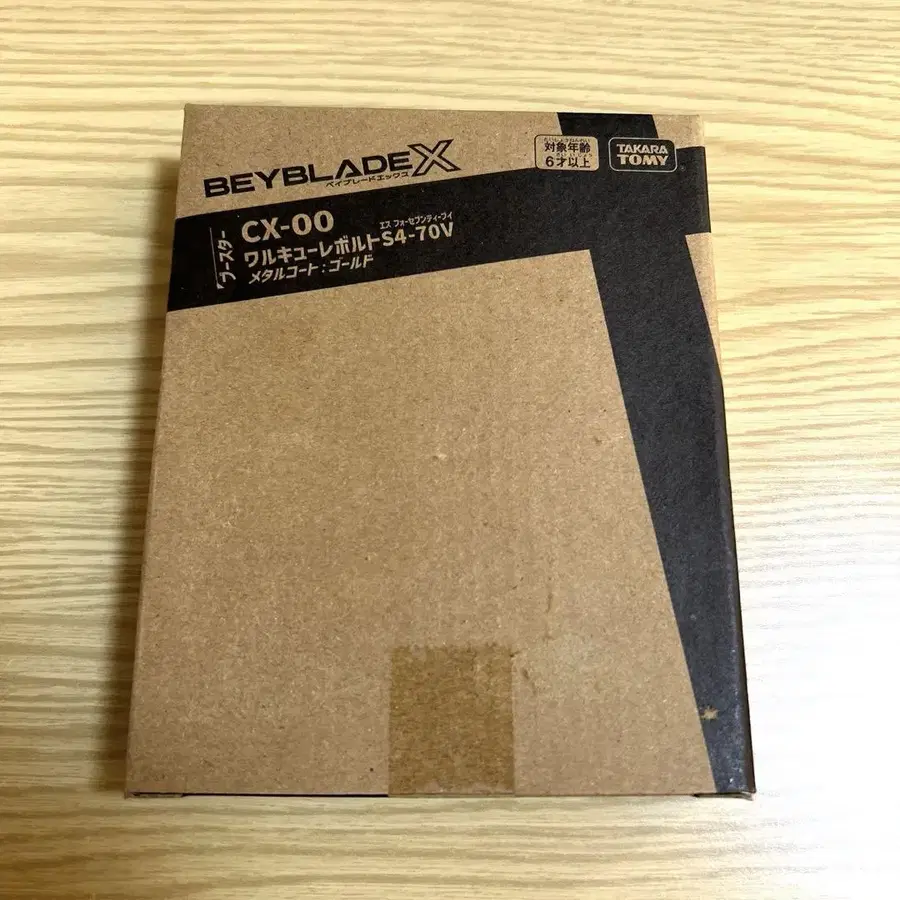 BEYBLADE X
ベイブレードエックス
対象年齢
6才以上
TAKARA
TOMY
ブースター
CX-00
エス フォーセブンティーブイ
ワルキューレボルトS4-70V
メタルコート:ゴールド